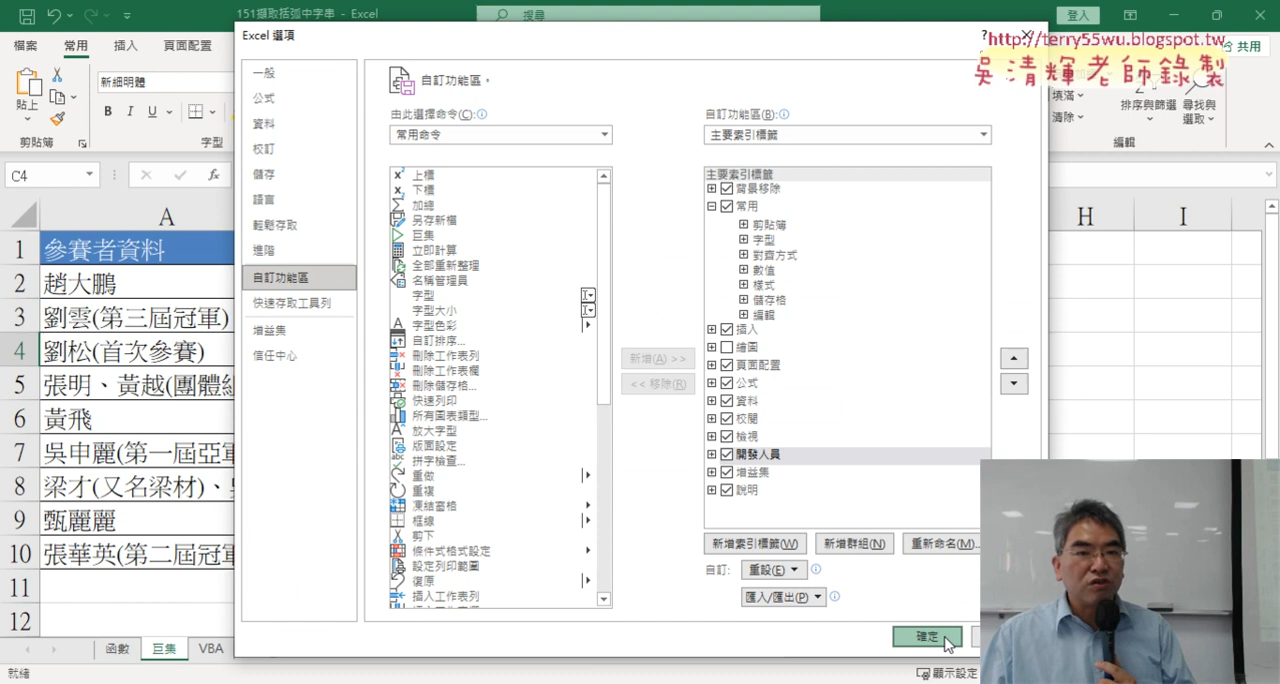 151擷取括弧中字串 - Excel
搜尋
登入
檔案
常用
插入
頁面配置
http://terry55wu.blogspot.tw
吳清輝老師錄製
共用
貼上
剪貼簿
新細明體
B I U
字型
填滿
清除
排序與篩選
尋找與
選取
編輯
C4
fx
A
H
I
1 參賽者資料
2 趙大鵬
3 劉雲(第三屆冠軍)
4 劉松(首次參賽)
5 張明、黃越(團體
6 黃飛
7 吳申麗(第一屆亞軍
8 梁才(又名梁材)、
9 甄麗麗
10 張華英(第二屆冠軍
11
12
函數
巨集
VBA
就緒
顯示設定
Excel 選項
?
一般
公式
資料
校訂
儲存
語言
輕鬆存取
進階
自訂功能區
快速存取工具列
增益集
信任中心
自訂功能區。
由此選擇命令(C):
常用命令
上標
下標
加總
另存新檔
巨集
立即計算
全部重新整理
名稱管理員
字型
字型大小
字型色彩
自訂排序...
刪除工作表列
刪除工作表欄
刪除儲存格...
快速列印
所有圖表類型...
放大字型
版面設定
拼字檢查...
重做
重複
凍結窗格
框線
剪下
條件式格式設定
設定列印範圍
復原
插入工作表列
新增(A) >>
<< 移除(R)
自訂功能區(B):
主要索引標籤
主要索引標籤
背景移除
常用
剪貼簿
字型
對齊方式
數值
樣式
儲存格
編輯
插入
繪圖
頁面配置
公式
資料
校閱
檢視
開發人員
增益集
說明
新增索引標籤(W)
新增群組(N)
重新命名(M)...
自訂:
重設(E)
匯入/匯出(P)
確定